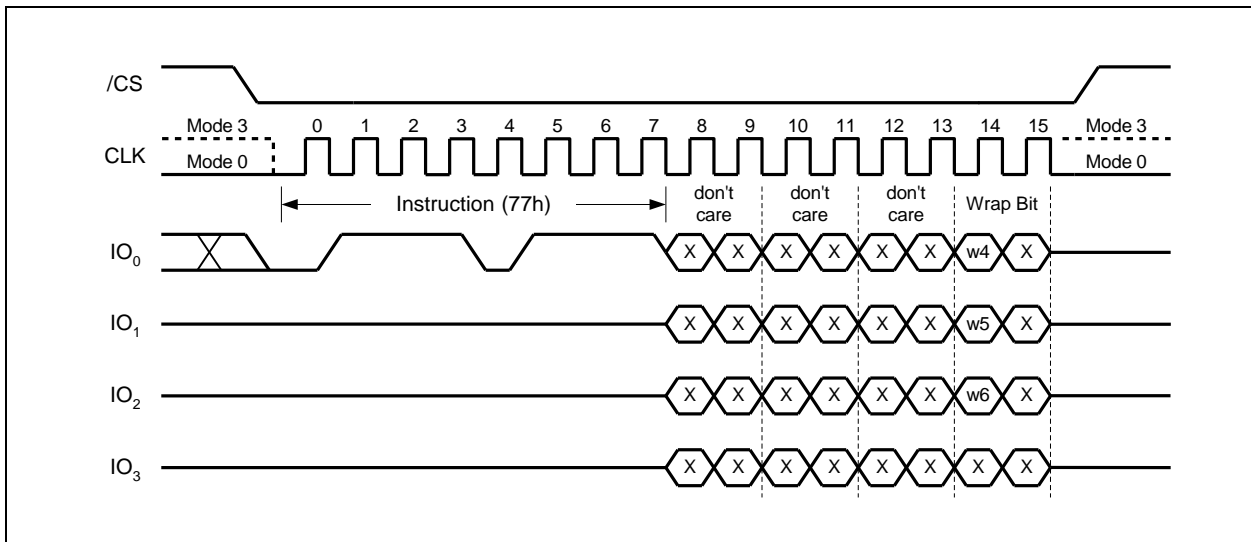 /CS
Mode 3 0 1 2 3 4 5 6 7 8 9 10 11 12 13 14 15 Mode 3
CLK Mode 0 Mode 0
Instruction (77h) don't care don't care don't care Wrap Bit
IO0 X X X X X X w4 X
IO1 X X X X X X w5 X
IO2 X X X X X X w6 X
IO3 X X X X X X X X